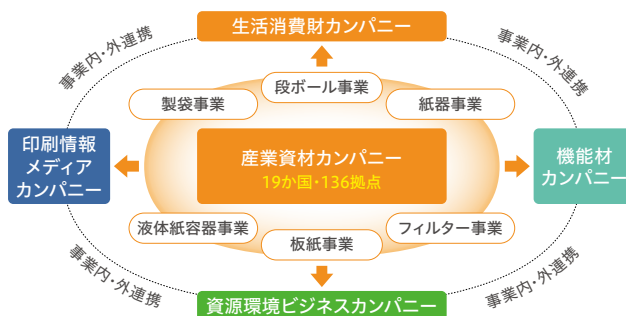 生活消費財カンパニー
事業内・外連携
事業内・外連携
段ボール事業
製袋事業
紙器事業
印刷情報
メディア
カンパニー
産業資材カンパニー
19か国・136拠点
機能材
カンパニー
液体紙容器事業
フィルター事業
板紙事業
事業内・外連携
事業内・外連携
資源環境ビジネスカンパニー